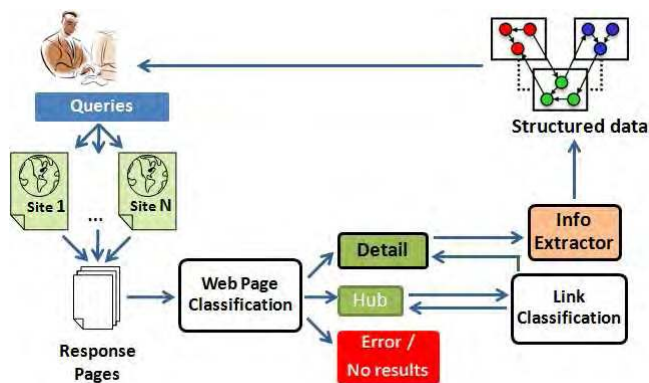 Queries
Structured data
Site 1
...
Site N
Detail
Info
Extractor
Web Page
Classification
Hub
Link
Classification
Response
Pages
Error /
No results